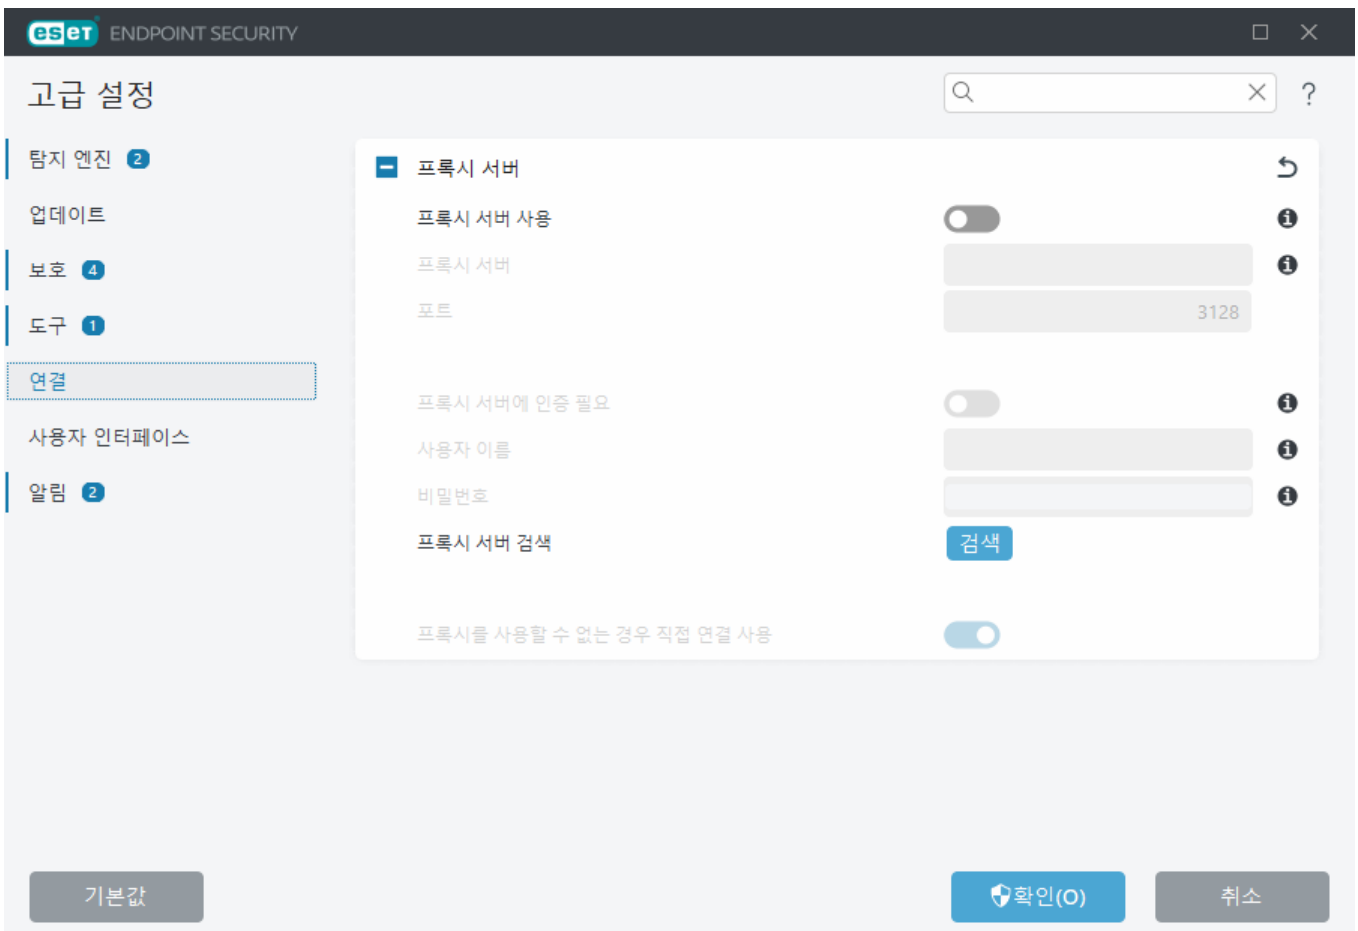 eset ENDPOINT SECURITY
고급 설정
?
탐지 엔진 2
업데이트
보호 4
도구 1
연결
사용자 인터페이스
알림 2
프록시 서버
프록시 서버 사용
프록시 서버
포트 3128
프록시 서버에 인증 필요
사용자 이름
비밀번호
프록시 서버 검색 검색
프록시를 사용할 수 없는 경우 직접 연결 사용
기본값 확인(O) 취소